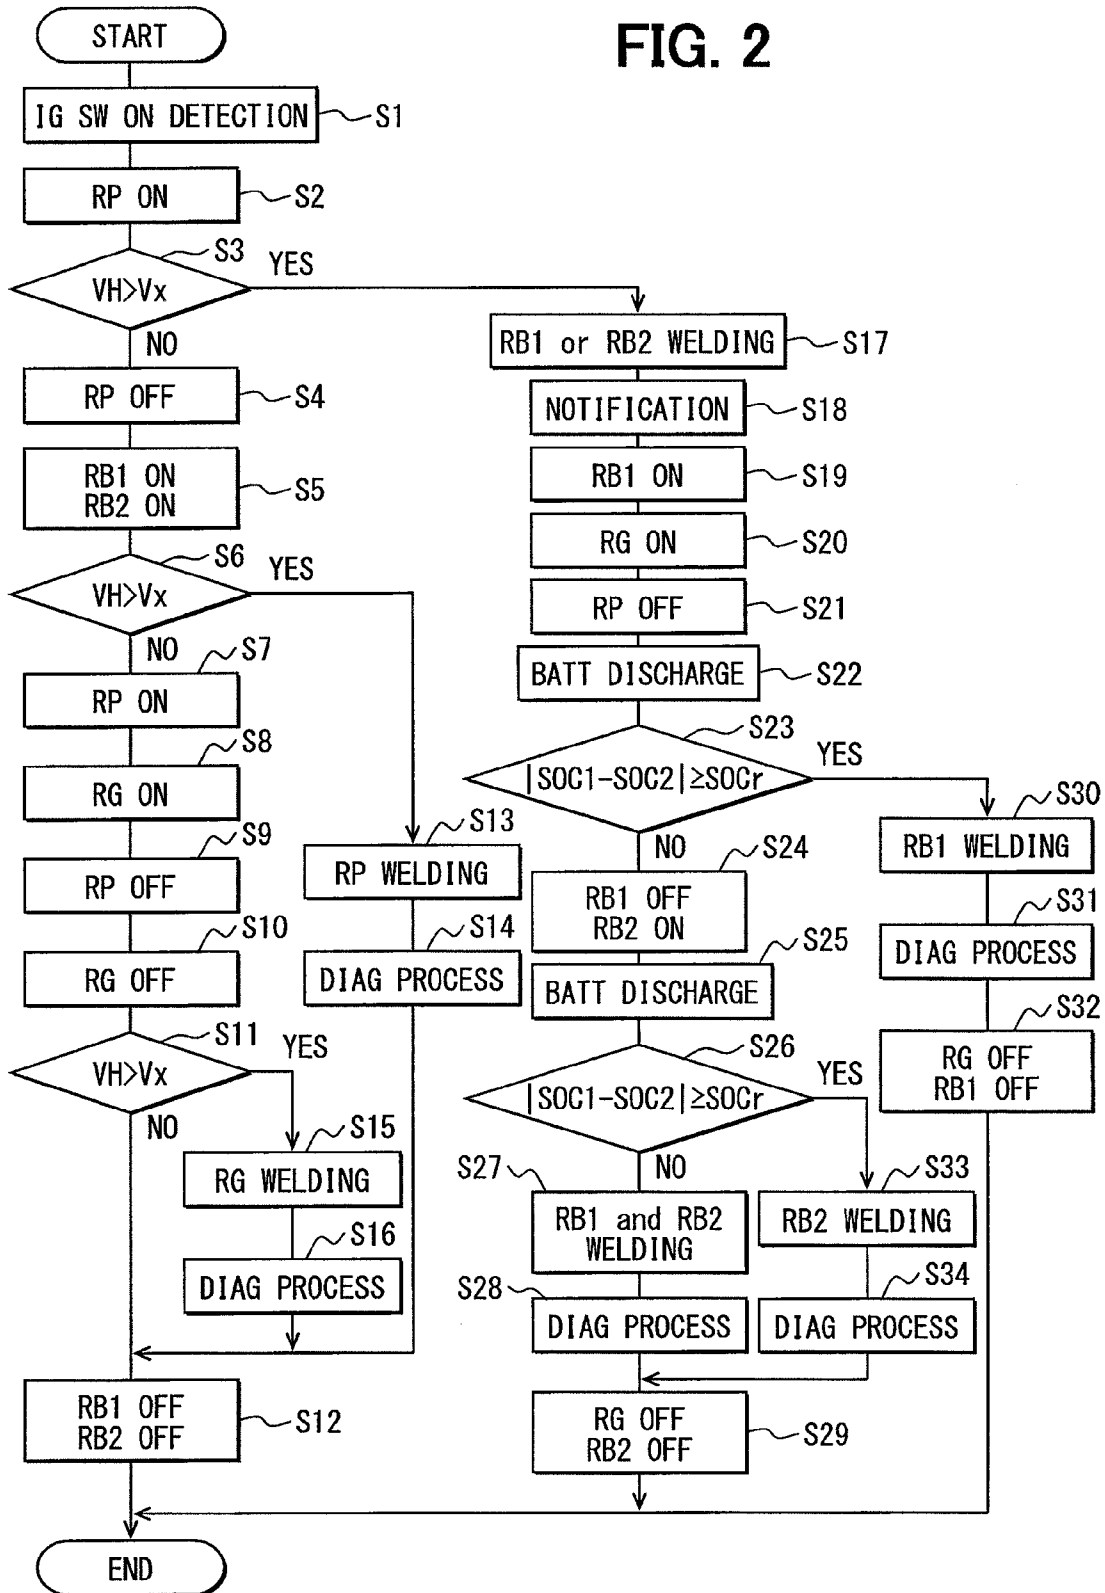 FIG. 2
START
IG SW ON DETECTION
S1
RP ON
S2
S3
VH>Vx
YES
NO
RP OFF
S4
RB1 ON
RB2 ON
S5
S6
VH>Vx
YES
NO
S7
RP ON
S8
RG ON
S9
RP OFF
S10
RG OFF
S11
VH>Vx
YES
NO
S13
RP WELDING
S14
DIAG PROCESS
S15
RG WELDING
S16
DIAG PROCESS
RB1 OFF
RB2 OFF
S12
END
RB1 or RB2 WELDING
S17
NOTIFICATION
S18
RB1 ON
S19
RG ON
S20
RP OFF
S21
BATT DISCHARGE
S22
S23
|SOC1-SOC2|≥SOCr
YES
NO
S24
RB1 OFF
RB2 ON
S25
BATT DISCHARGE
S26
|SOC1-SOC2|≥SOCr
YES
NO
S27
RB1 and RB2
WELDING
S28
DIAG PROCESS
RG OFF
RB2 OFF
S29
S30
RB1 WELDING
S31
DIAG PROCESS
S32
RG OFF
RB1 OFF
S33
RB2 WELDING
S34
DIAG PROCESS